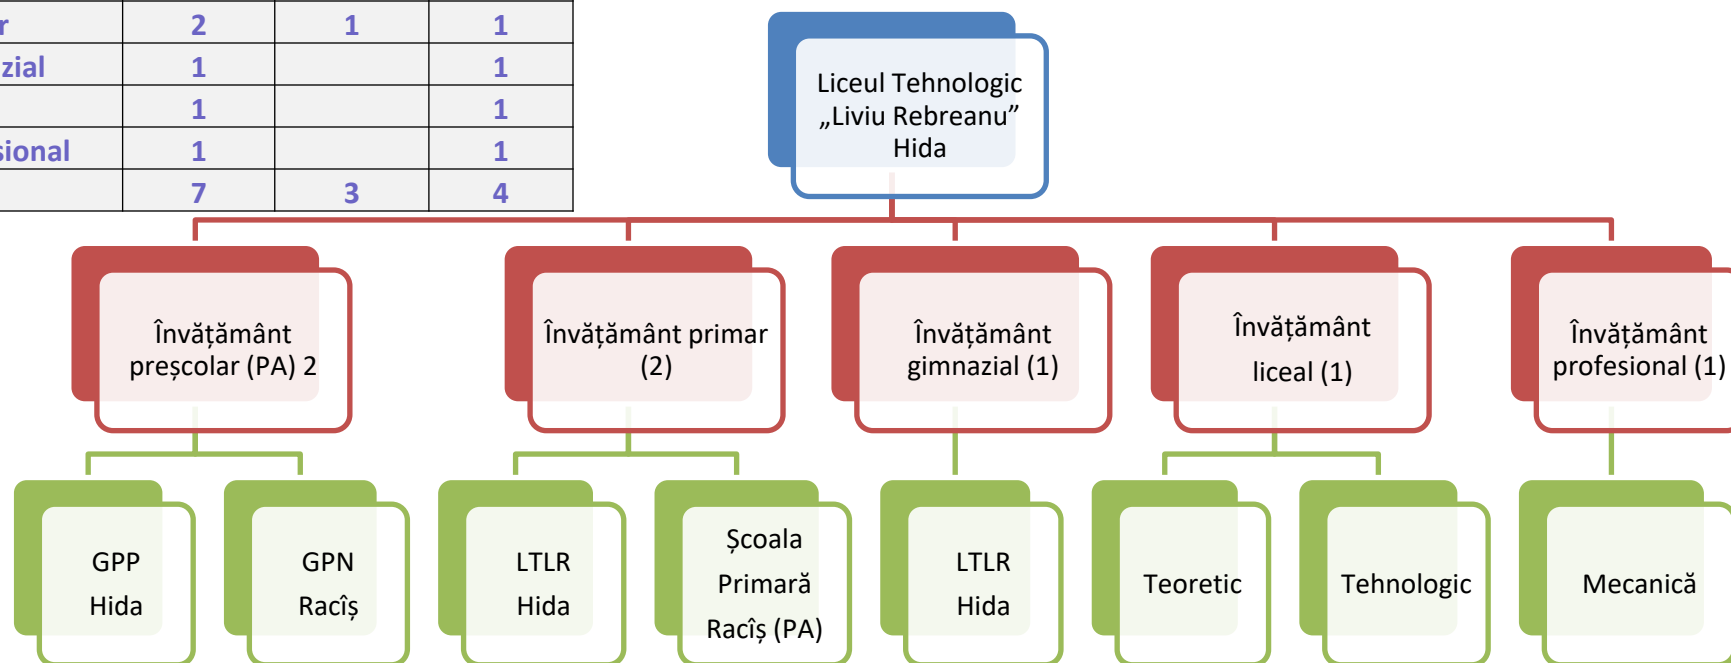 r 2 1 1
zial 1 1
1 1
sional 1 1
7 3 4
Liceul Tehnologic
„Liviu Rebreanu”
Hida
Învățământ
preșcolar (PA) 2
Învățământ primar
(2)
Învățământ
gimnazial (1)
Învățământ
liceal (1)
Învățământ
profesional (1)
GPP
Hida
GPN
Racîș
LTLR
Hida
Școala
Primară
Racîș (PA)
LTLR
Hida
Teoretic
Tehnologic
Mecanică